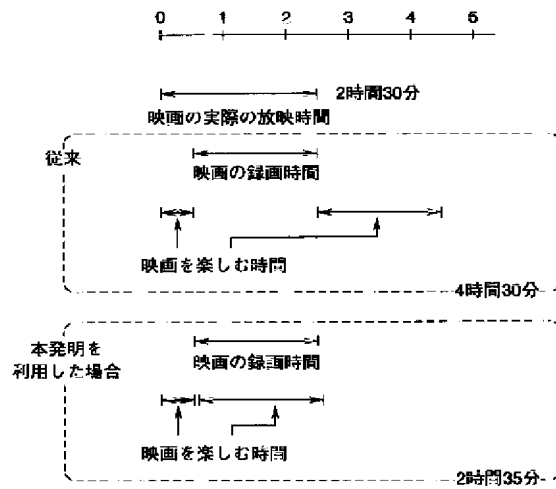 0 1 2 3 4 5
2時間30分
映画の実際の放映時間
従来
映画の録画時間
映画を楽しむ時間
4時間30分
本発明を
利用した場合
映画の録画時間
映画を楽しむ時間
2時間35分